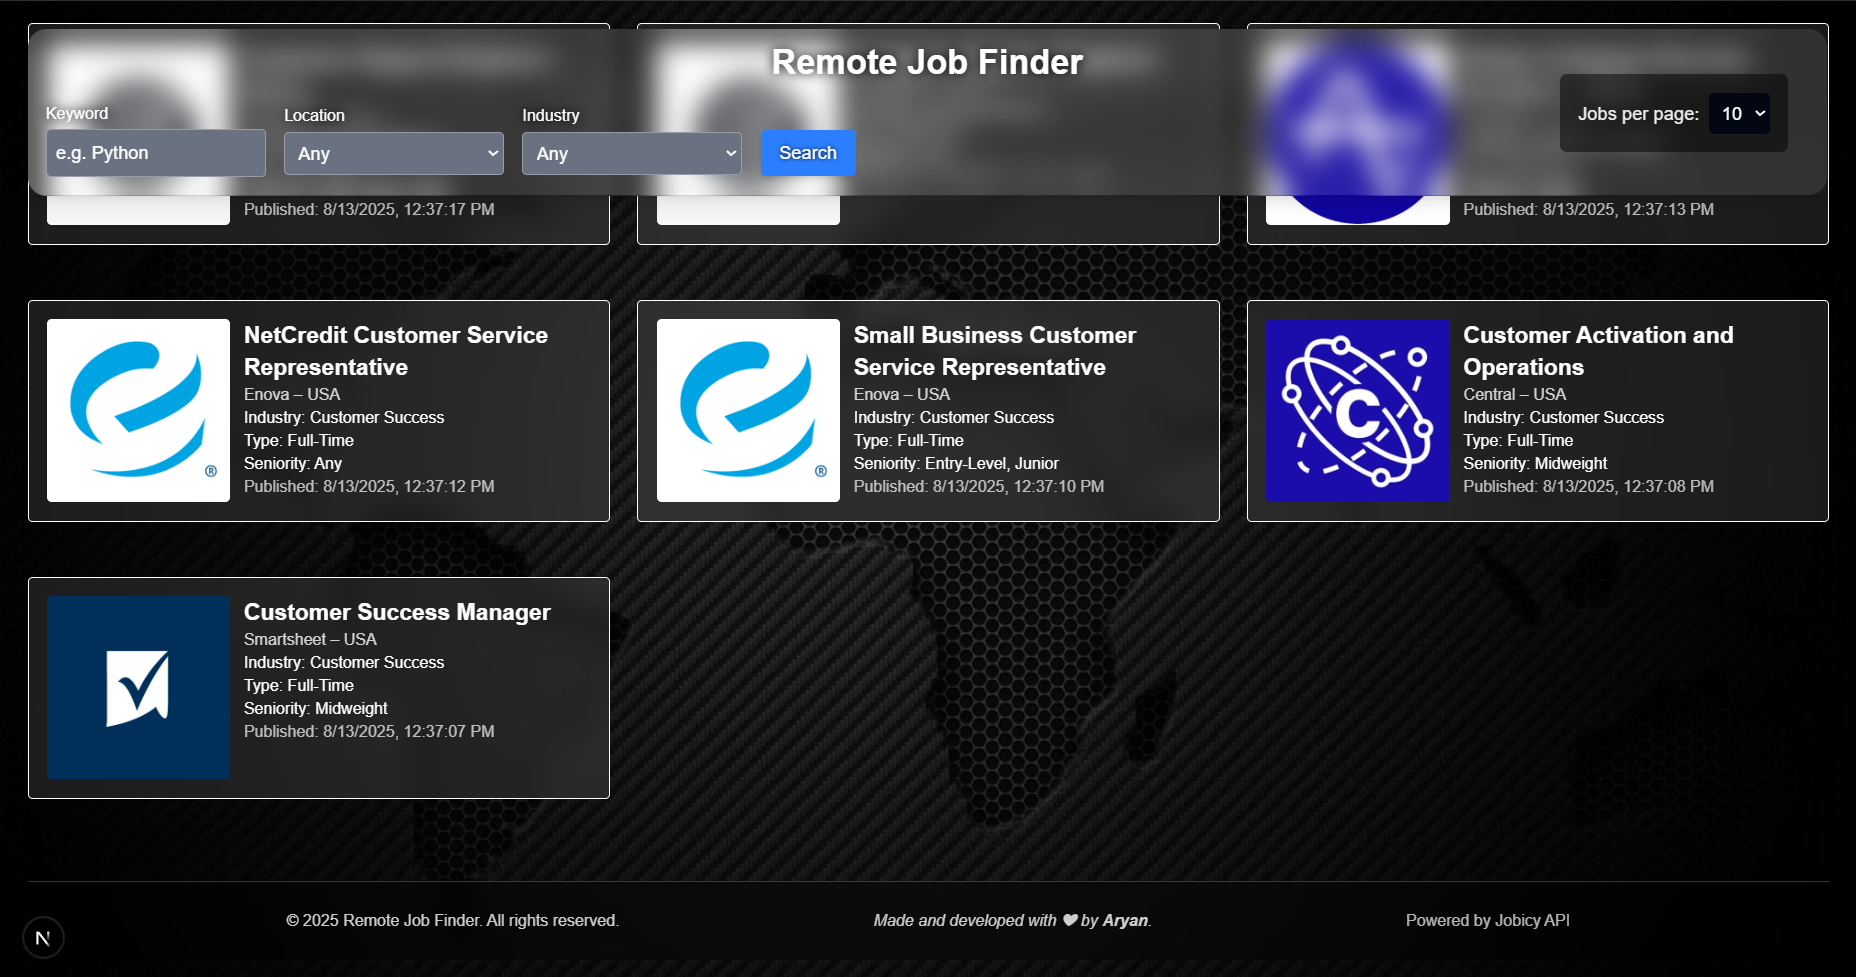 Remote Job Finder
Keyword
Location
Industry
e.g. Python
Any
Any
Search
Jobs per page: 10
Published: 8/13/2025, 12:37:17 PM
Published: 8/13/2025, 12:37:13 PM
NetCredit Customer Service
Representative
Enova – USA
Industry: Customer Success
Type: Full-Time
Seniority: Any
Published: 8/13/2025, 12:37:12 PM
®
Small Business Customer
Service Representative
Enova – USA
Industry: Customer Success
Type: Full-Time
Seniority: Entry-Level, Junior
Published: 8/13/2025, 12:37:10 PM
®
C
Customer Activation and
Operations
Central – USA
Industry: Customer Success
Type: Full-Time
Seniority: Midweight
Published: 8/13/2025, 12:37:08 PM
Customer Success Manager
Smartsheet – USA
Industry: Customer Success
Type: Full-Time
Seniority: Midweight
Published: 8/13/2025, 12:37:07 PM
© 2025 Remote Job Finder. All rights reserved.
Made and developed with ❤ by Aryan.
Powered by Jobicy API
N